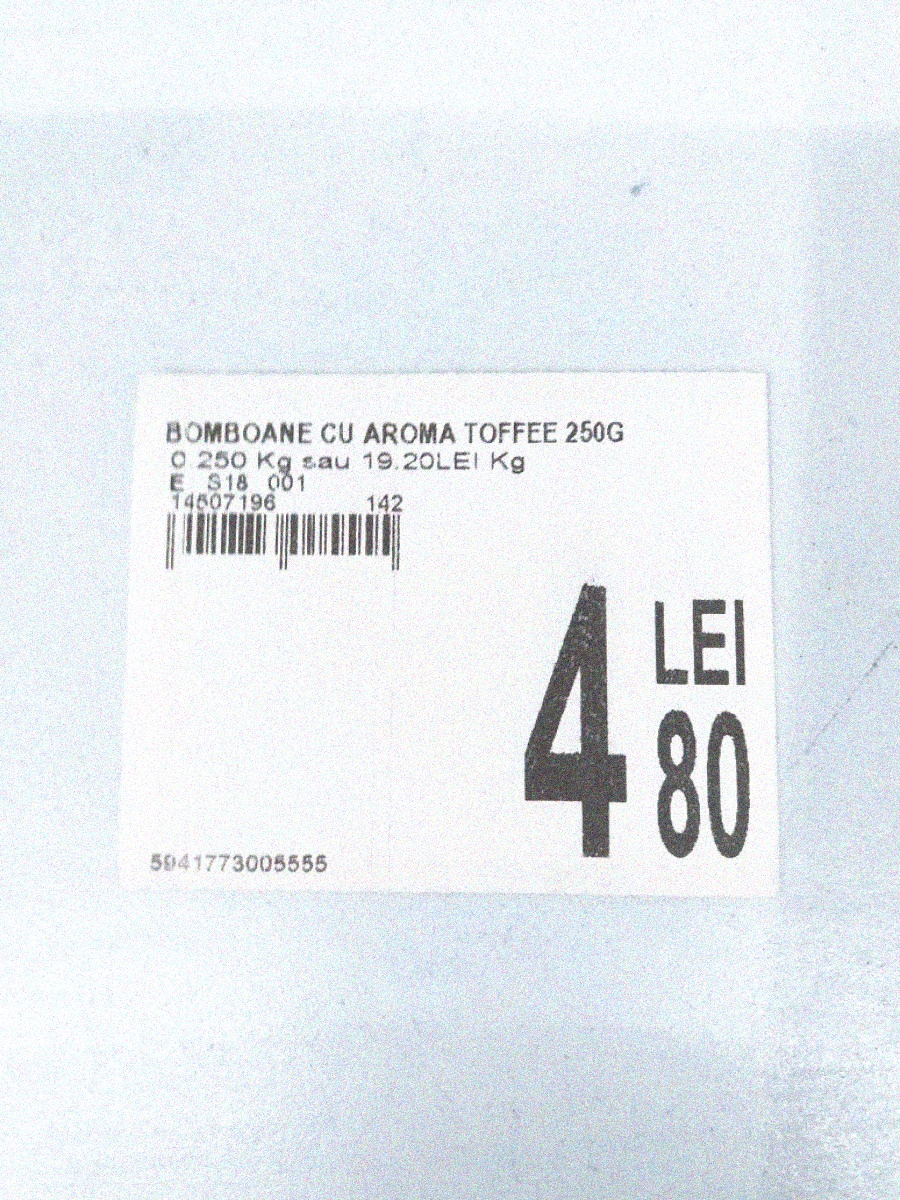 BOMBOANE CU AROMA TOFFEE 250G
0.250 Kg sau 19.20LEI Kg
E S18 001
14507196 142
4 LEI 80
5941773005555